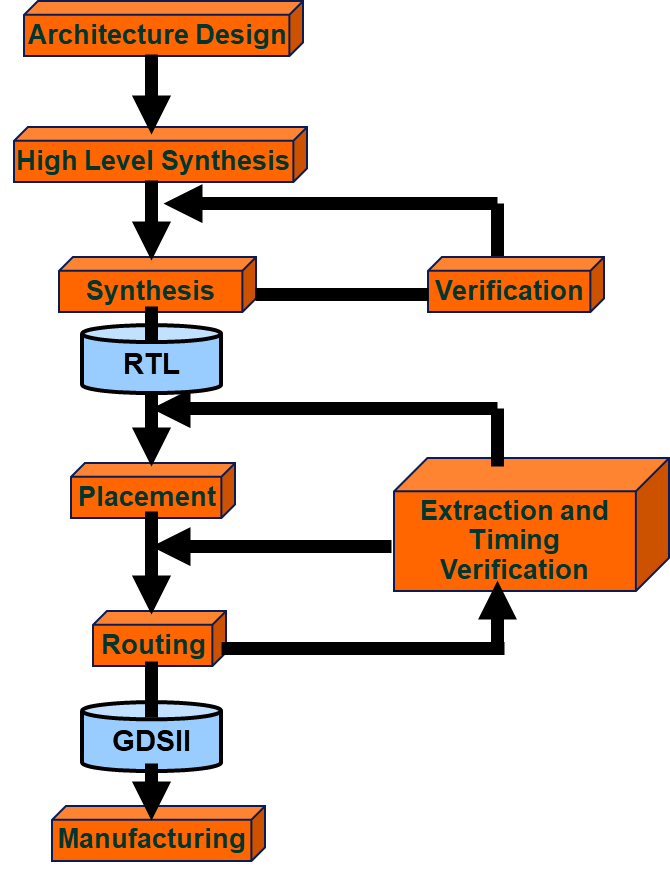 Architecture Design
High Level Synthesis
Synthesis
Verification
RTL
Placement
Extraction and
Timing
Verification
Routing
GDSII
Manufacturing